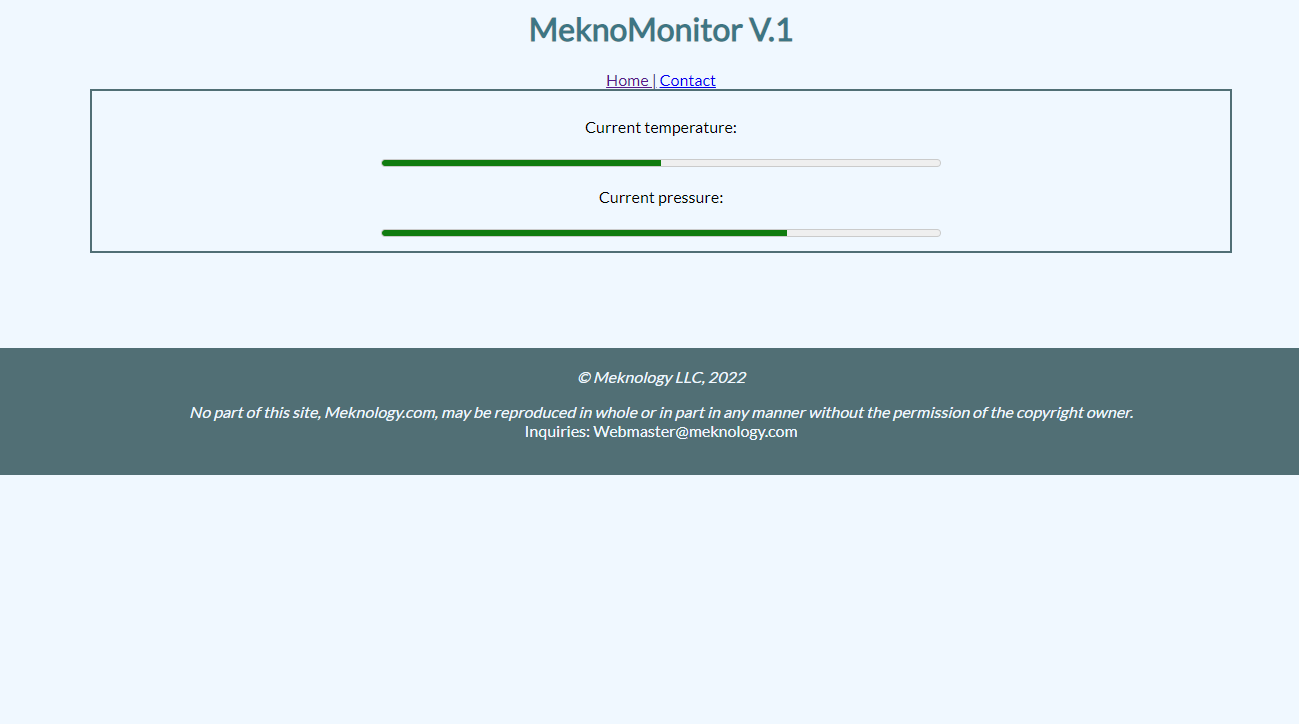 MeknoMonitor V.1
Home | Contact
Current temperature:
Current pressure:
© Meknology LLC, 2022
No part of this site, Meknology.com, may be reproduced in whole or in part in any manner without the permission of the copyright owner.
Inquiries: Webmaster@meknology.com